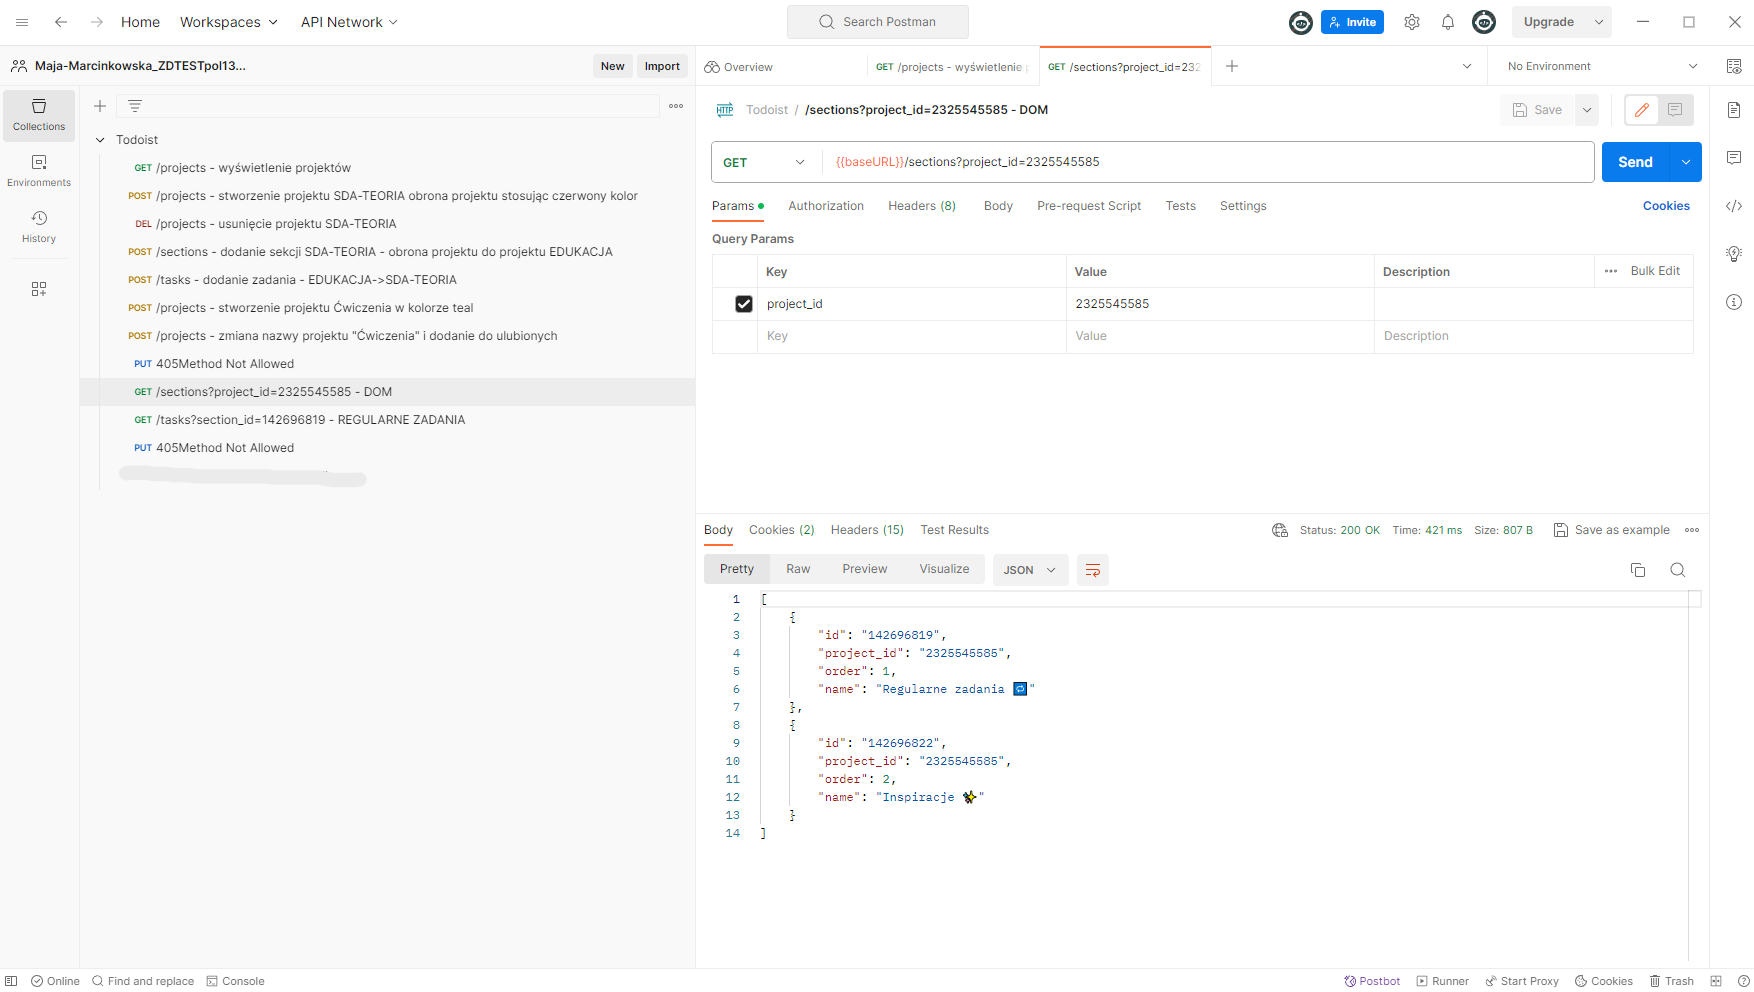 Home Workspaces API Network Search Postman Invite Upgrade
Maja-Marcinkowska_ZDTESTpol13... New Import
Overview GET /projects - wyświetlenie p GET /sections?project_id=232 No Environment
Collections
Environments
History
Todoist
GET /projects - wyświetlenie projektów
POST /projects - stworzenie projektu SDA-TEORIA obrona projektu stosując czerwony kolor
DEL /projects - usunięcie projektu SDA-TEORIA
POST /sections - dodanie sekcji SDA-TEORIA - obrona projektu do projektu EDUKACJA
POST /tasks - dodanie zadania - EDUKACJA->SDA-TEORIA
POST /projects - stworzenie projektu Ćwiczenia w kolorze teal
POST /projects - zmiana nazwy projektu "Ćwiczenia" i dodanie do ulubionych
PUT 405Method Not Allowed
GET /sections?project_id=2325545585 - DOM
GET /tasks?section_id=142696819 - REGULARNE ZADANIA
PUT 405Method Not Allowed
HTTP Todoist / /sections?project_id=2325545585 - DOM Save
GET {{baseURL}}/sections?project_id=2325545585 Send
Params Authorization Headers (8) Body Pre-request Script Tests Settings Cookies
Query Params
Key Value Description Bulk Edit
project_id 2325545585
Key Value Description
Body Cookies (2) Headers (15) Test Results Status: 200 OK Time: 421 ms Size: 807 B Save as example
Pretty Raw Preview Visualize JSON
1 [
2 {
3 "id": "142696819",
4 "project_id": "2325545585",
5 "order": 1,
6 "name": "Regularne zadania 🔁"
7 },
8 {
9 "id": "142696822",
10 "project_id": "2325545585",
11 "order": 2,
12 "name": "Inspiracje ✨"
13 }
14 ]
Online Find and replace Console Postbot Runner Start Proxy Cookies Trash